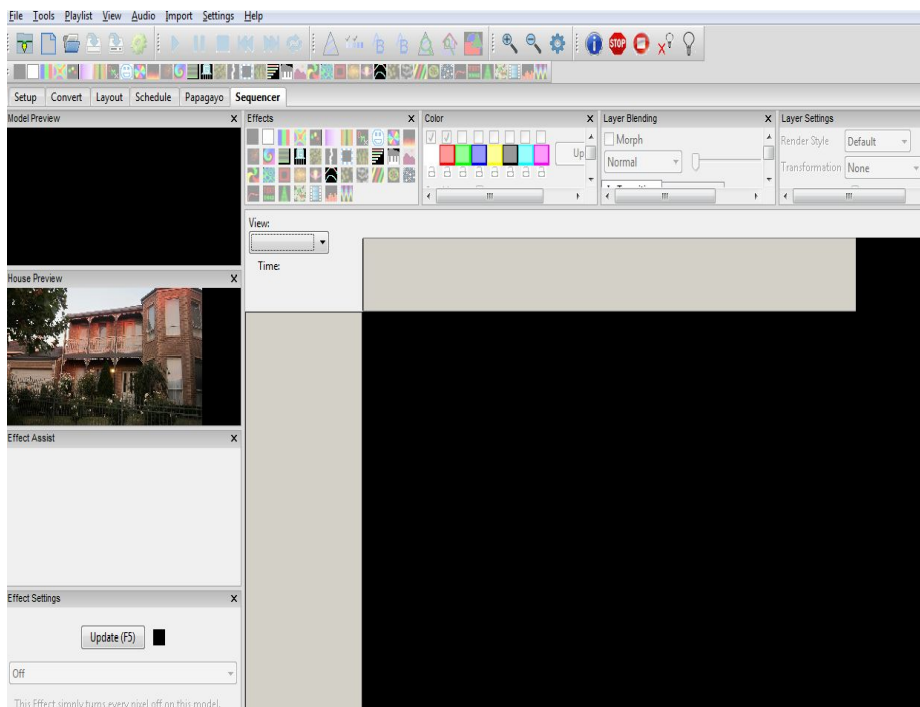 File Tools Playlist View Audio Import Settings Help
STOP
Setup Convert Layout Schedule Papagayo Sequencer
Model Preview X Effects X Color X Layer Blending X Layer Settings
Morph
Render Style Default
Up
Normal
Transformation None
View:
Time:
House Preview X
Effect Assist X
Effect Settings X
Update (F5)
Off
This Effect simply turns every pixel off on this model.